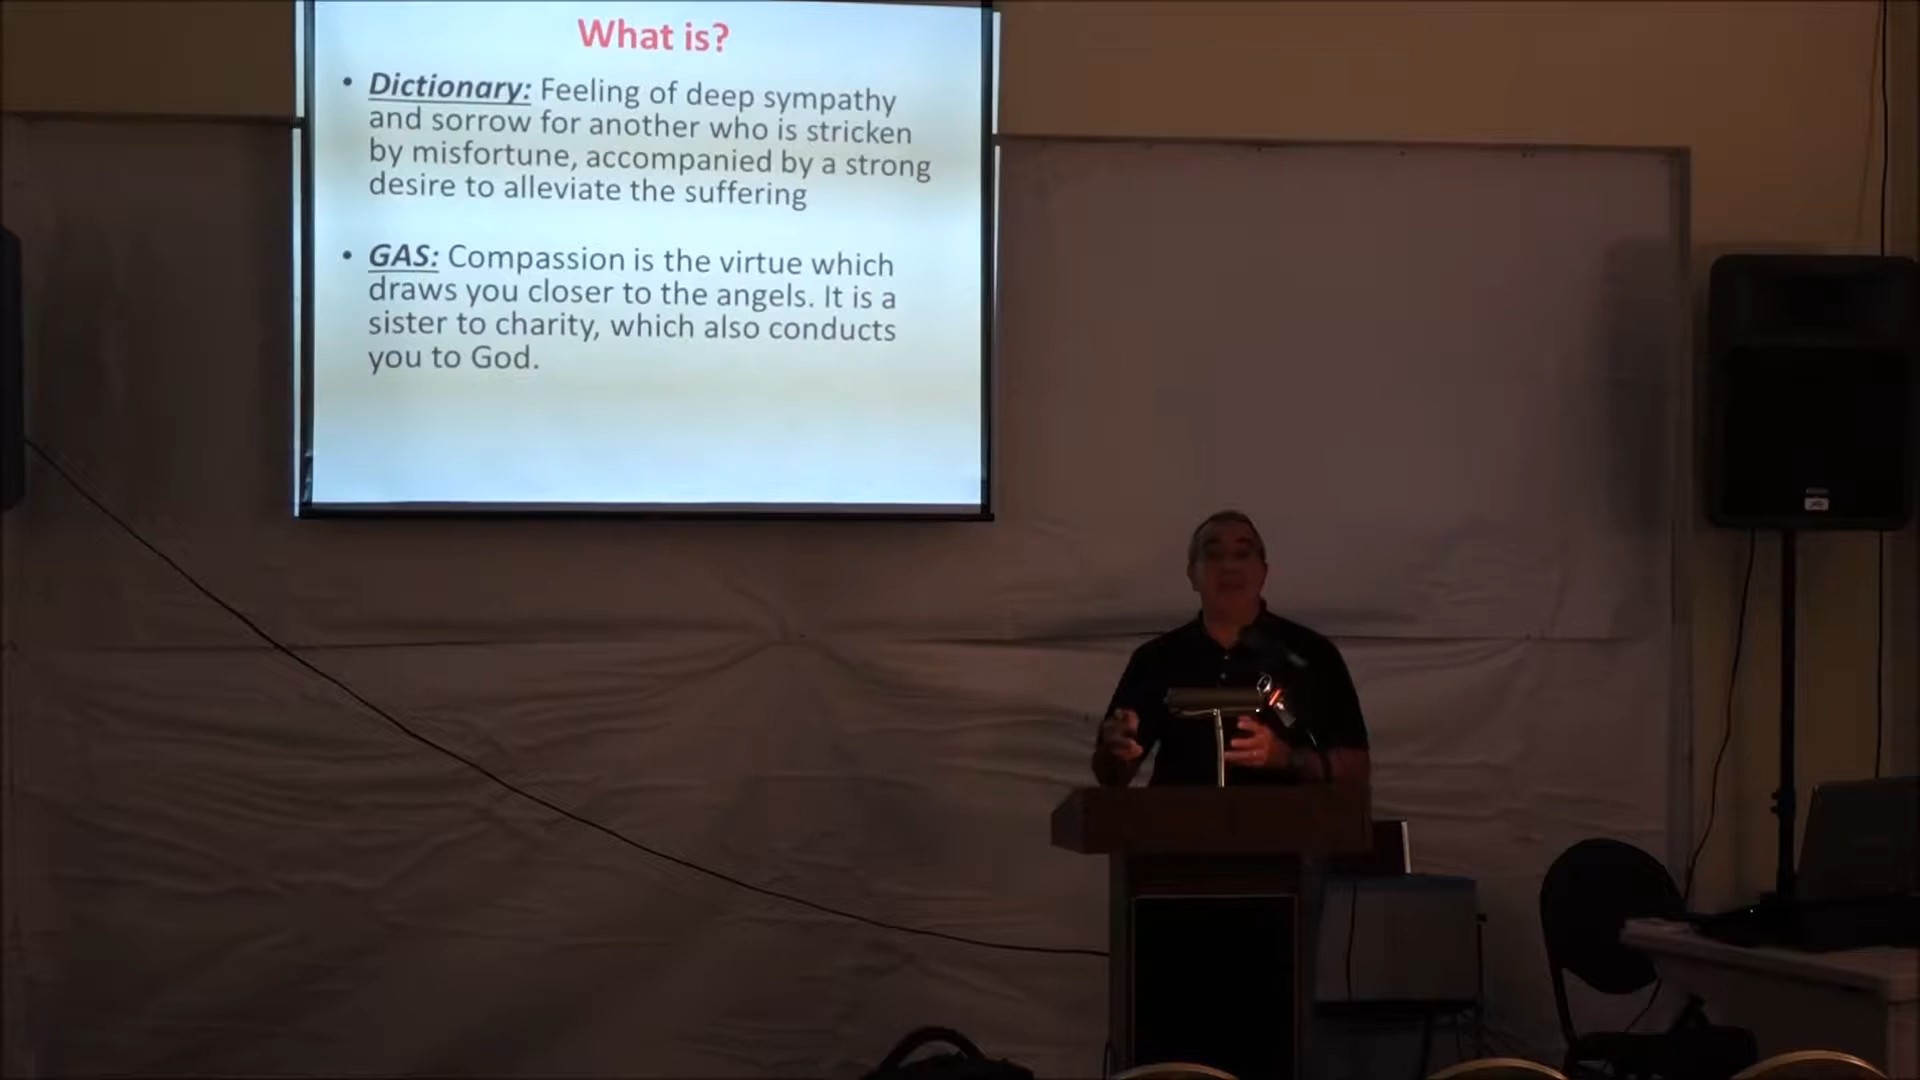 What is?
• Dictionary: Feeling of deep sympathy
and sorrow for another who is stricken
by misfortune, accompanied by a strong
desire to alleviate the suffering
• GAS: Compassion is the virtue which
draws you closer to the angels. It is a
sister to charity, which also conducts
you to God.